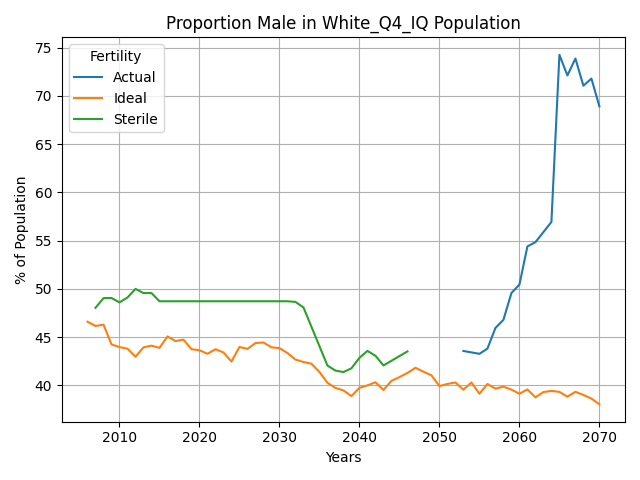 Proportion Male in White_Q4_IQ Population
Fertility
Actual
Ideal
Sterile
% of Population
75
70
65
60
55
50
45
40
2010
2020
2030
2040
2050
2060
2070
Years